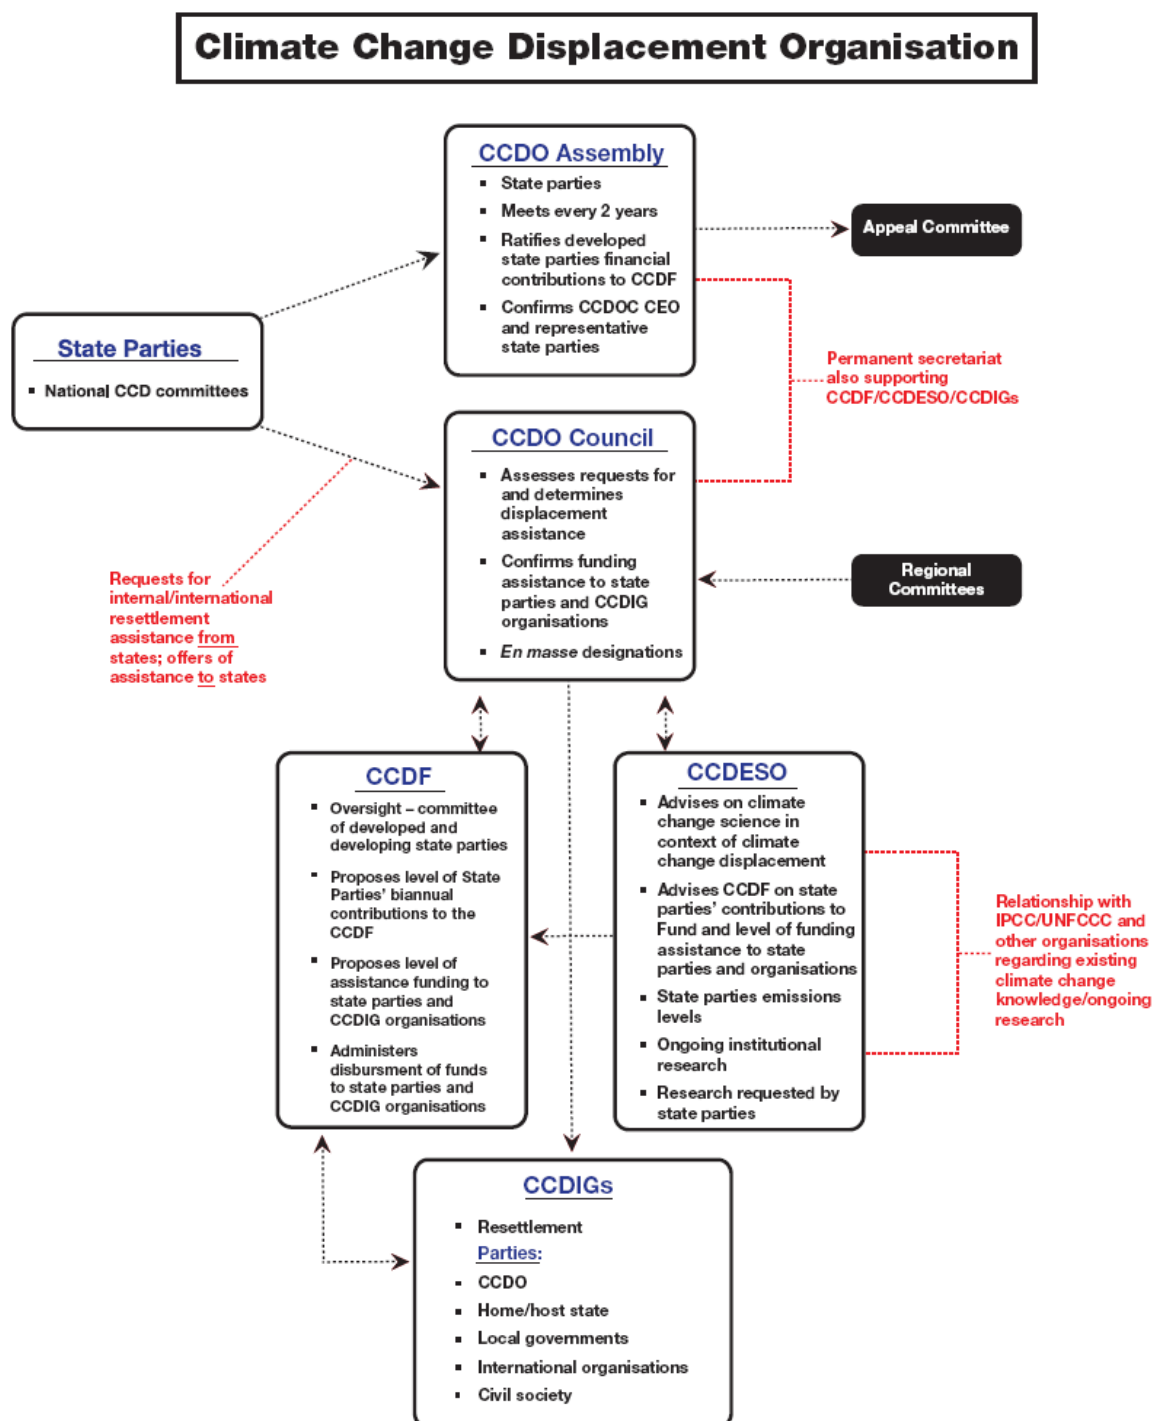 Climate Change Displacement Organisation
CCDO Assembly
▪ State parties
▪ Meets every 2 years
▪ Ratifies developed
state parties financial
contributions to CCDF
▪ Confirms CCDOC CEO
and representative
state parties
Appeal Committee
State Parties
▪ National CCD committees
Permanent secretariat
also supporting
CCDF/CCDESO/CCDIGs
CCDO Council
▪ Assesses requests for
and determines
displacement
assistance
▪ Confirms funding
assistance to state
parties and CCDIG
organisations
▪ En masse designations
Regional
Committees
Requests for
internal/international
resettlement
assistance from
states; offers of
assistance to states
CCDF
▪ Oversight – committee
of developed and
developing state parties
▪ Proposes level of State
Parties' biannual
contributions to the
CCDF
▪ Proposes level of
assistance funding to
state parties and
CCDIG organisations
▪ Administers
disbursment of funds
to state parties and
CCDIG organisations
CCDESO
▪ Advises on climate
change science in
context of climate
change displacement
▪ Advises CCDF on state
parties' contributions to
Fund and level of funding
assistance to state
parties and organisations
▪ State parties emissions
levels
▪ Ongoing institutional
research
▪ Research requested by
state parties
Relationship with
IPCC/UNFCCC and
other organisations
regarding existing
climate change
knowledge/ongoing
research
CCDIGs
▪ Resettlement
Parties:
▪ CCDO
▪ Home/host state
▪ Local governments
▪ International organisations
▪ Civil society